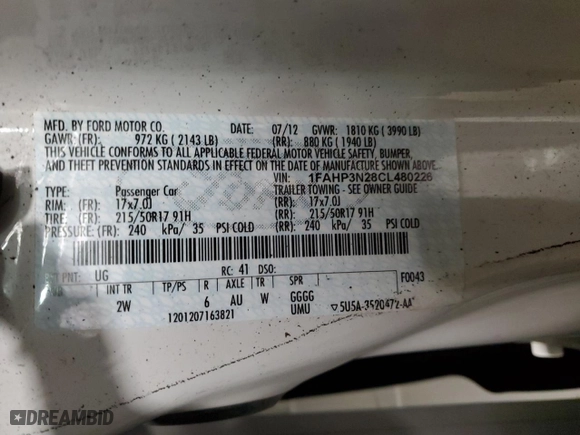 MFD. BY FORD MOTOR CO. DATE: 07/12 GVWR: 1810 KG ( 3990 LB)
GAWR: (FR): 972 KG ( 2143 LB) (RR): 880 KG ( 1940 LB)
THIS VEHICLE CONFORMS TO ALL APPLICABLE FEDERAL MOTOR VEHICLE SAFETY, BUMPER,
AND THEFT PREVENTION STANDARDS IN EFFECT ON THE DATE OF MANUFACTURE SHOWN ABOVE.
VIN: 1FAHP3N28CL480226
TYPE: Passenger Car TRAILER TOWING - SEE OWNER GUIDE
RIM: (FR): 17x7.0J (RR): 17x7.0J
TIRE: (FR): 215/50R17 91H (RR): 215/50R17 91H
PRESSURE: (FR): 240 kPa/ 35 PSI COLD (RR): 240 kPa/ 35 PSI COLD
EXT PNT: UG RC: 41 DSO:
INT TR TP/PS R AXLE TR SPR F0043
2W 6 AU W GGGG
UMU ▽5U5A-3520472-AA
1201207163821
DREAMBID